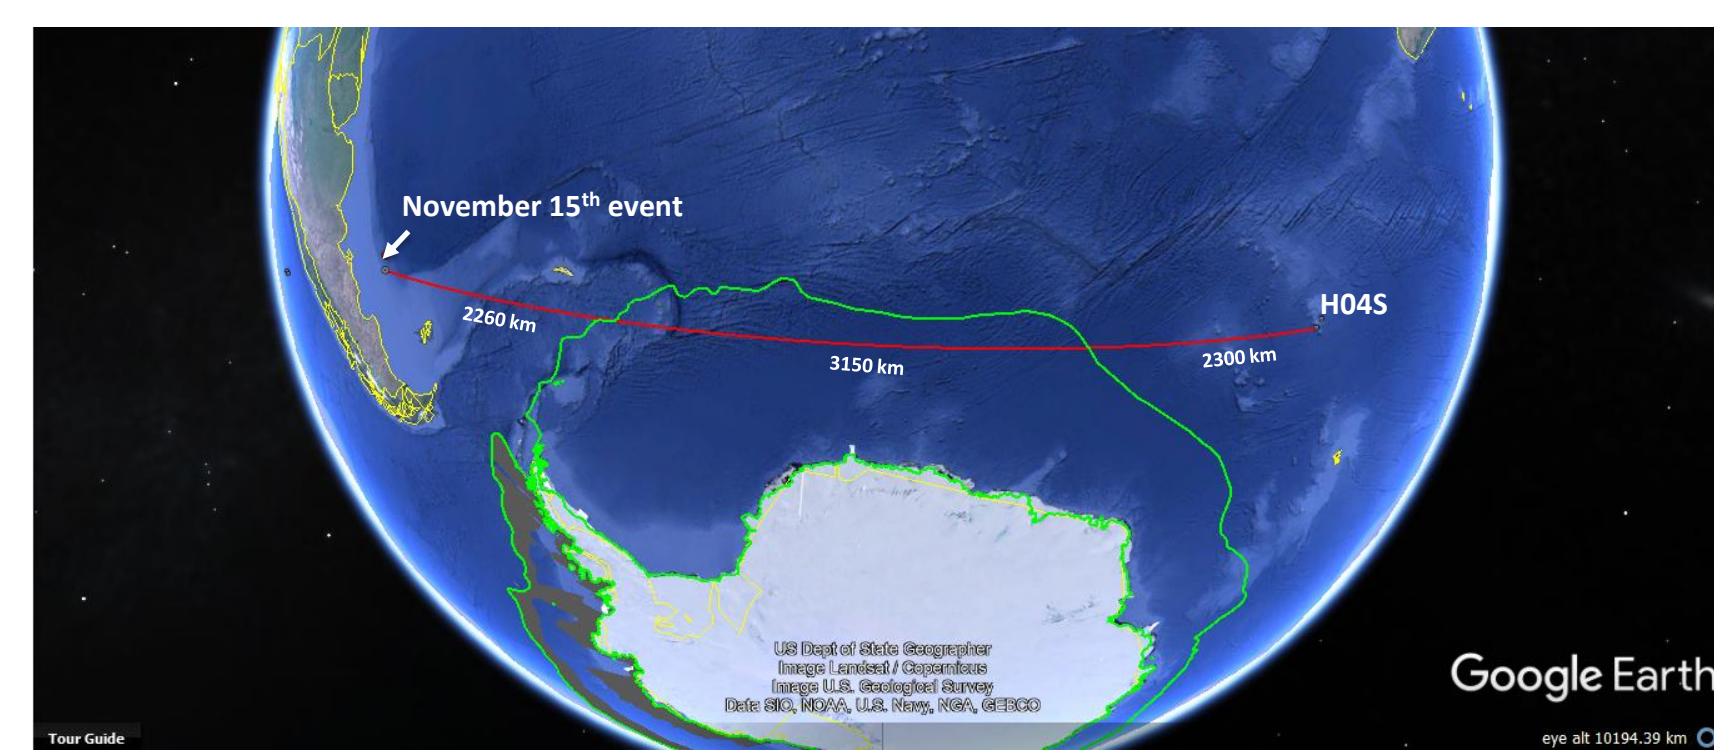 November 15th event
H04S
2260 km
3150 km
2300 km
US Dept of State Geographer
Image Landsat / Copernicus
Image U.S. Geological Survey
Data SIO, NOAA, U.S. Navy, NGA, GEBCO
Google Earth
Tour Guide
eye alt 10194.39 km